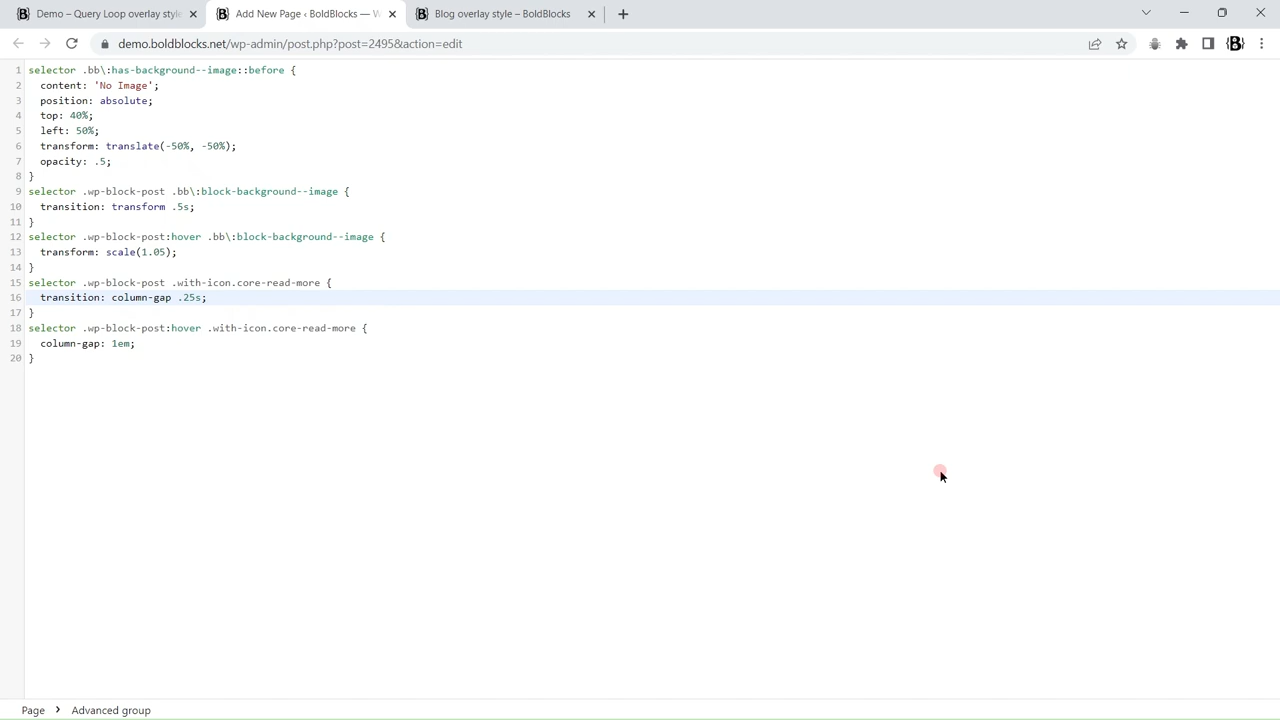 Demo – Query Loop overlay style
Add New Page ‹ BoldBlocks — W
Blog overlay style – BoldBlocks
demo.boldblocks.net/wp-admin/post.php?post=2495&action=edit
1 selector .bb\:has-background--image::before {
2 content: 'No Image';
3 position: absolute;
4 top: 40%;
5 left: 50%;
6 transform: translate(-50%, -50%);
7 opacity: .5;
8 }
9 selector .wp-block-post .bb\:block-background--image {
10 transition: transform .5s;
11 }
12 selector .wp-block-post:hover .bb\:block-background--image {
13 transform: scale(1.05);
14 }
15 selector .wp-block-post .with-icon.core-read-more {
16 transition: column-gap .25s;
17 }
18 selector .wp-block-post:hover .with-icon.core-read-more {
19 column-gap: 1em;
20 }
Page › Advanced group